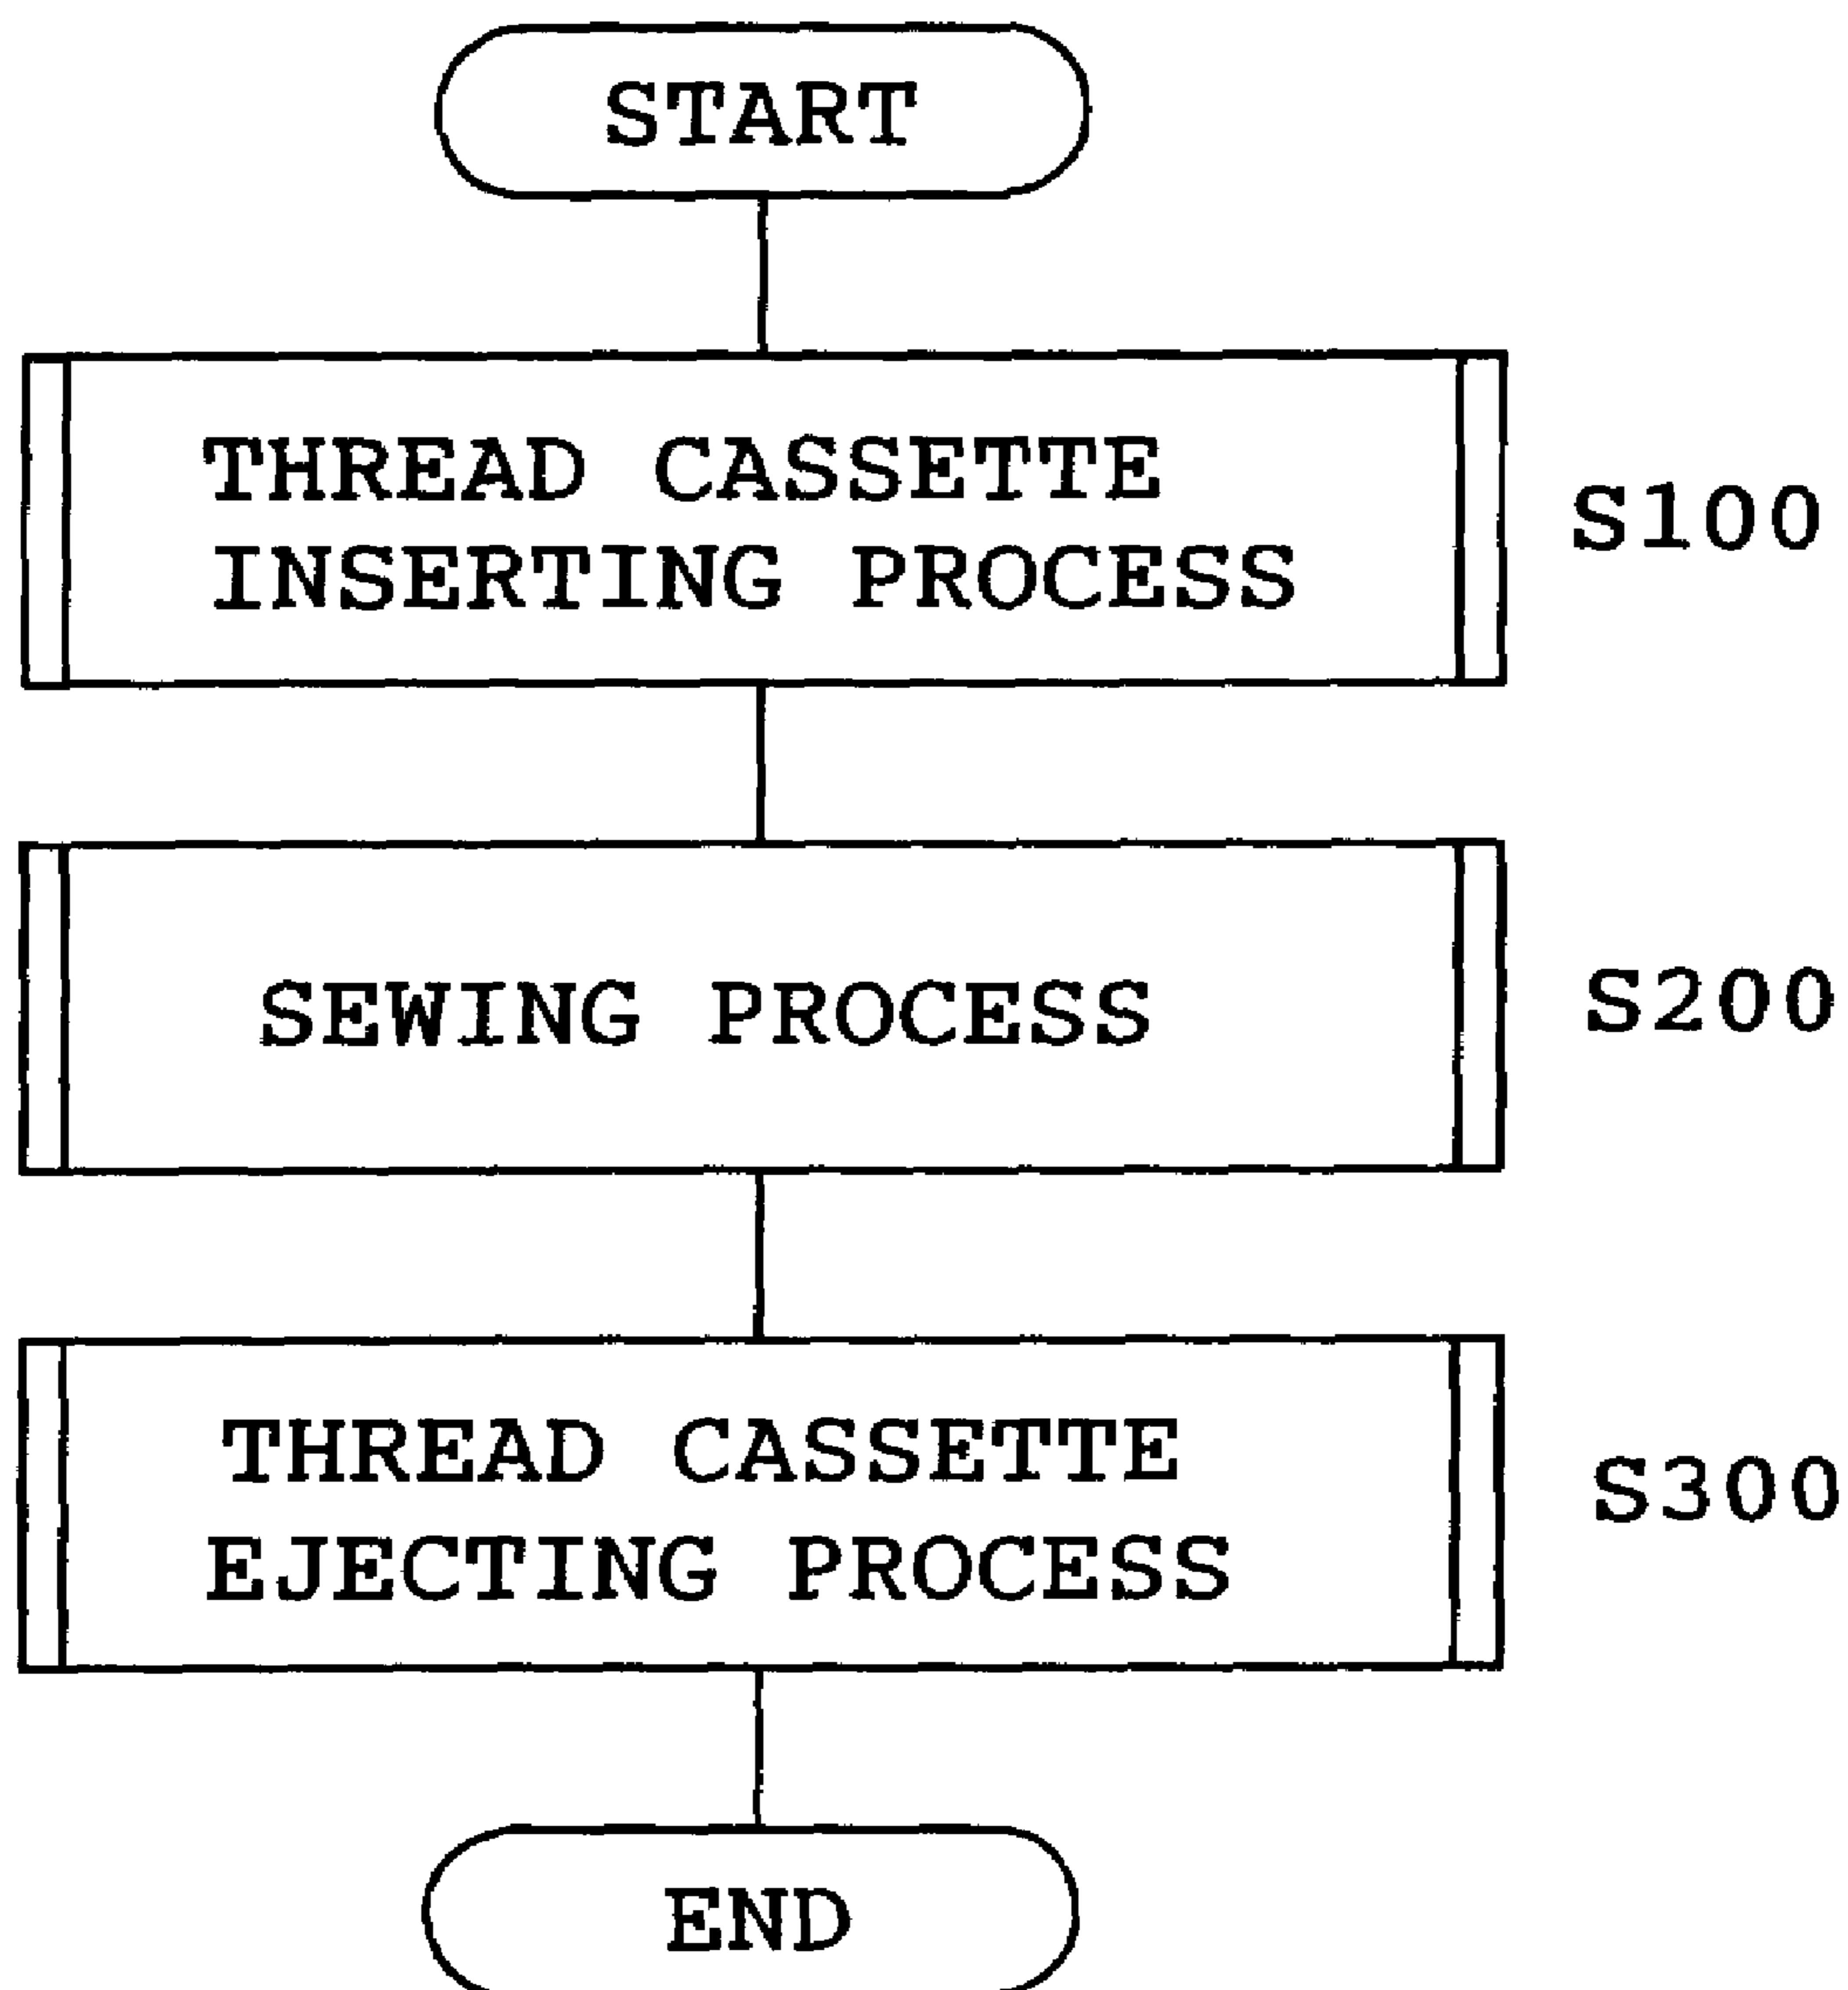 START
THREAD CASSETTE
INSERTING PROCESS
S100
SEWING PROCESS
S200
THREAD CASSETTE
EJECTING PROCESS
S300
END